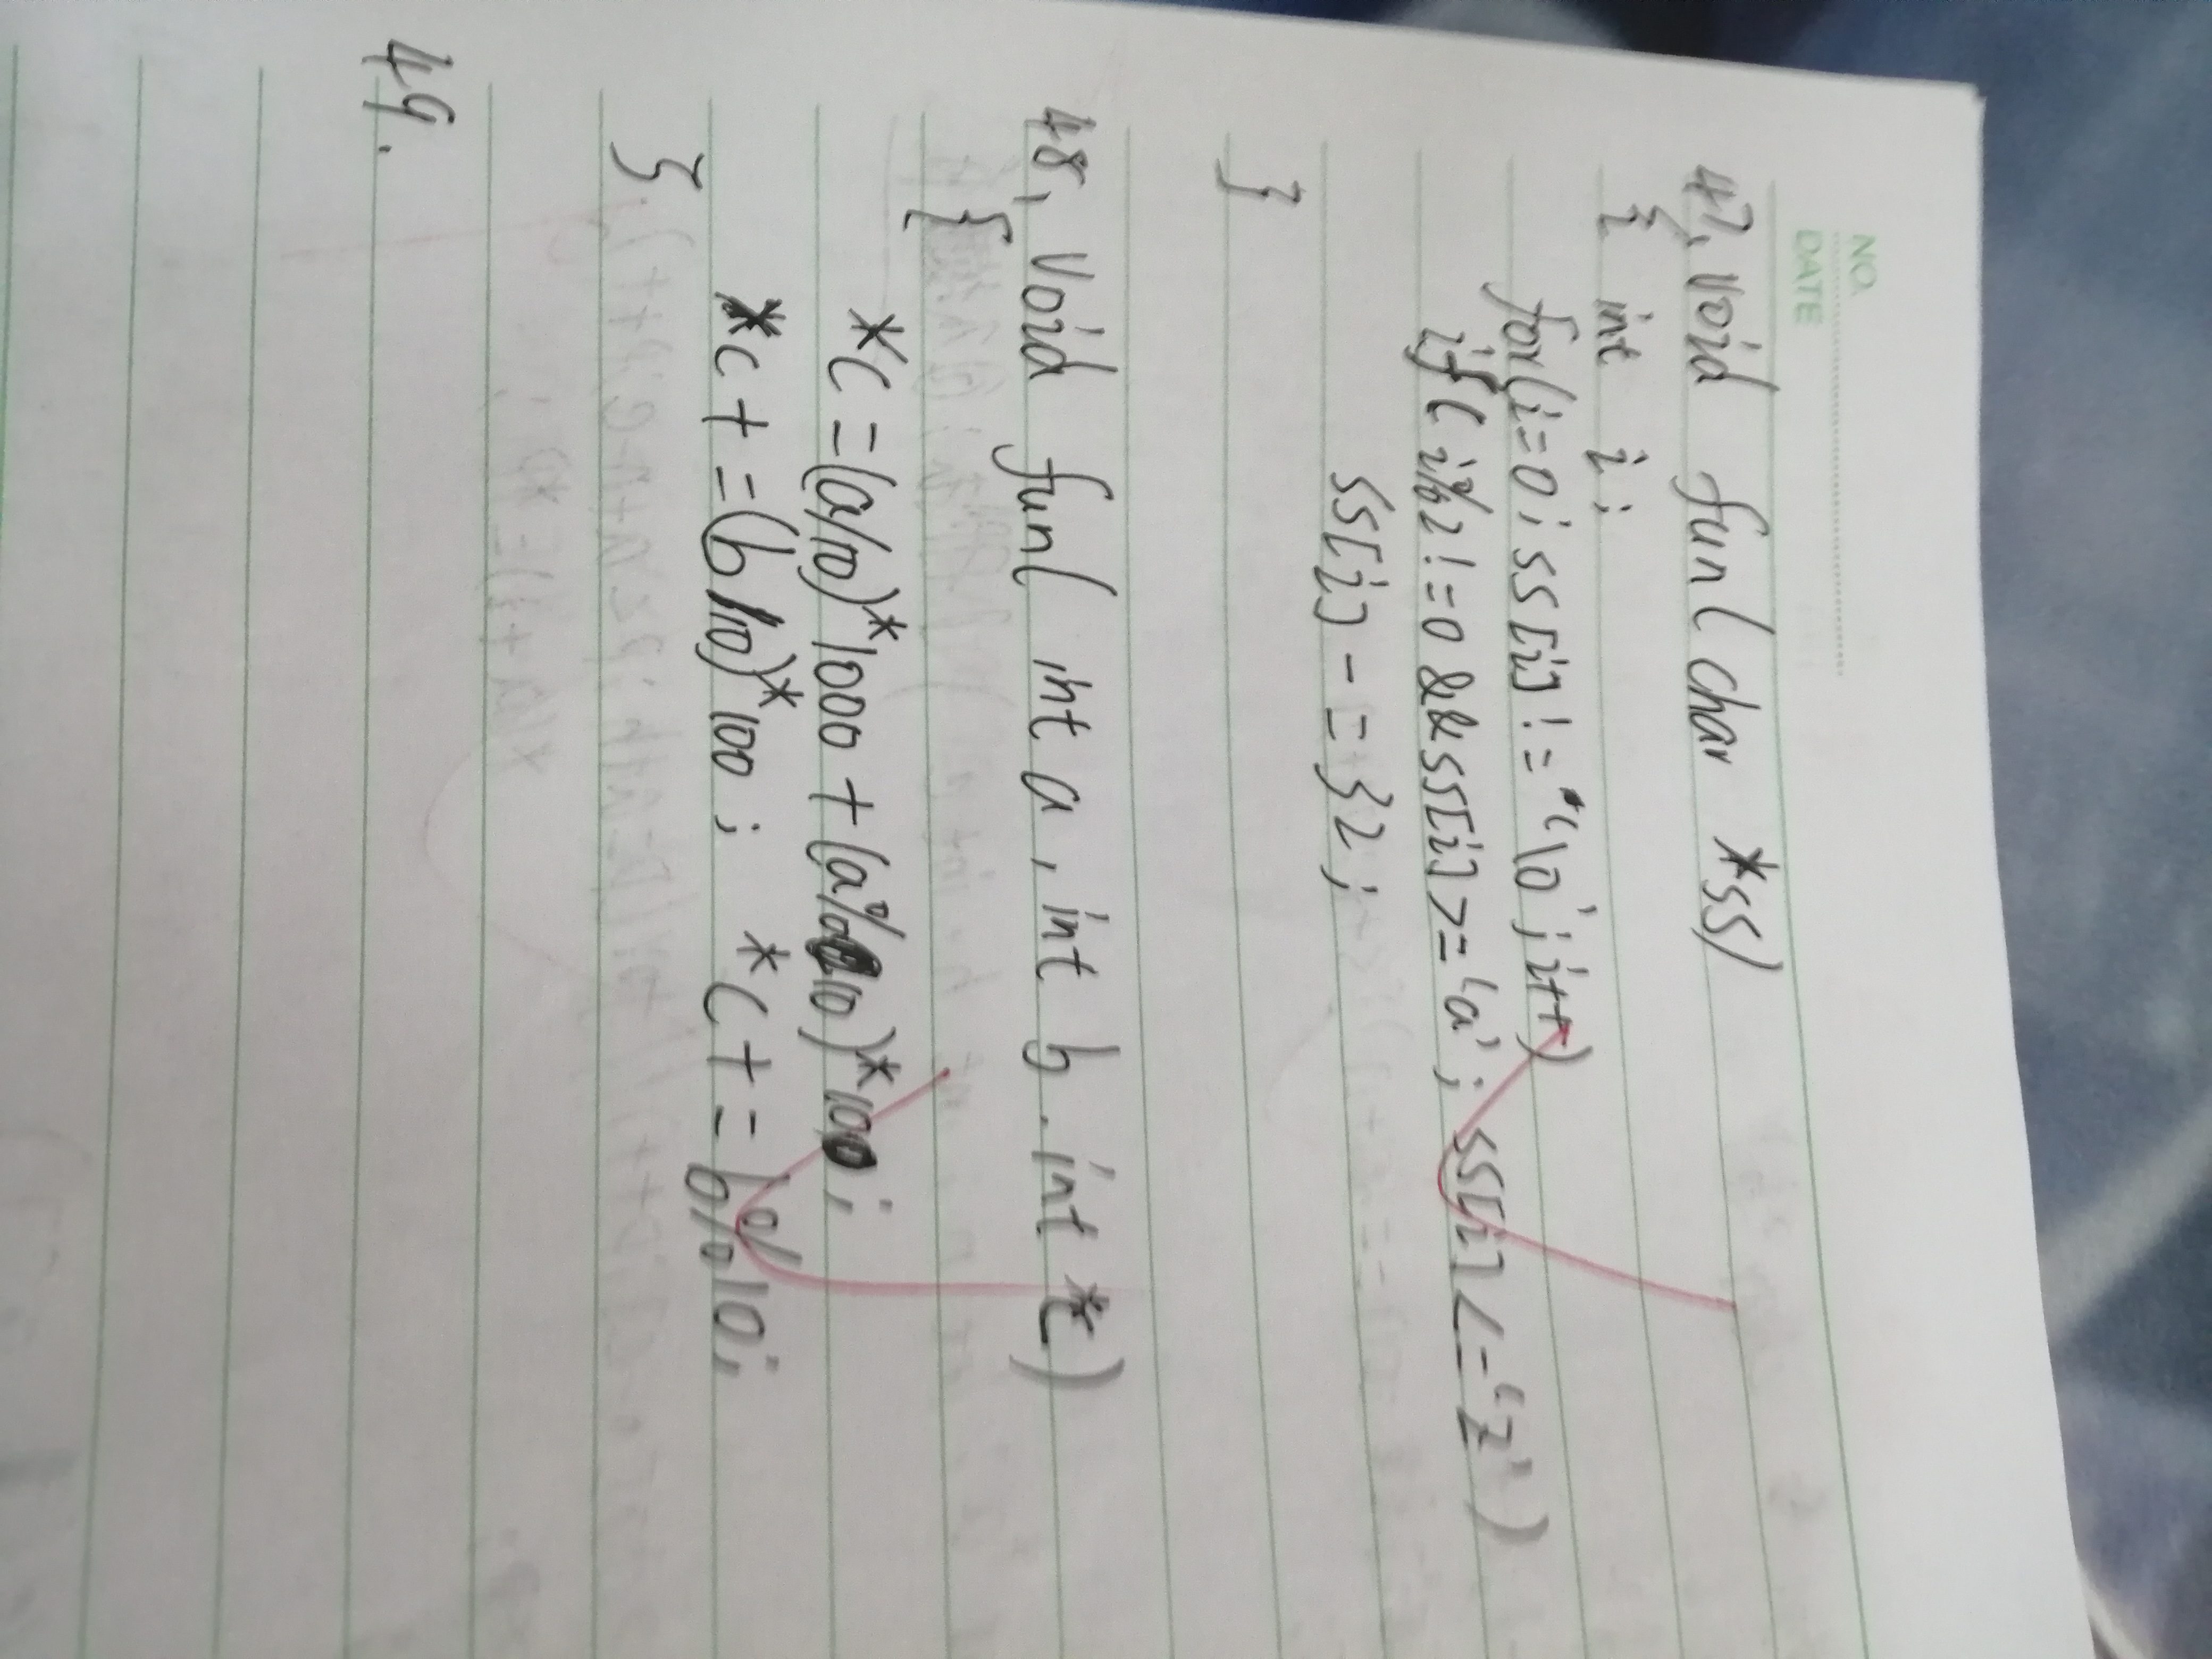 NO.
DATE
47、void fun(char *ss)
{ int i;
for(i=0; ss[i]!='\0'; i++)
if(i%2!=0&&ss[i]>='a'; ss[i]<='z')
ss[i]-=32;
}
48、void fun( int a, int b. int *c)
{
*c=(a/10)*1000+(a%10)*100;
*c+=(b/10)*100; *c+=b%10;
}
49.